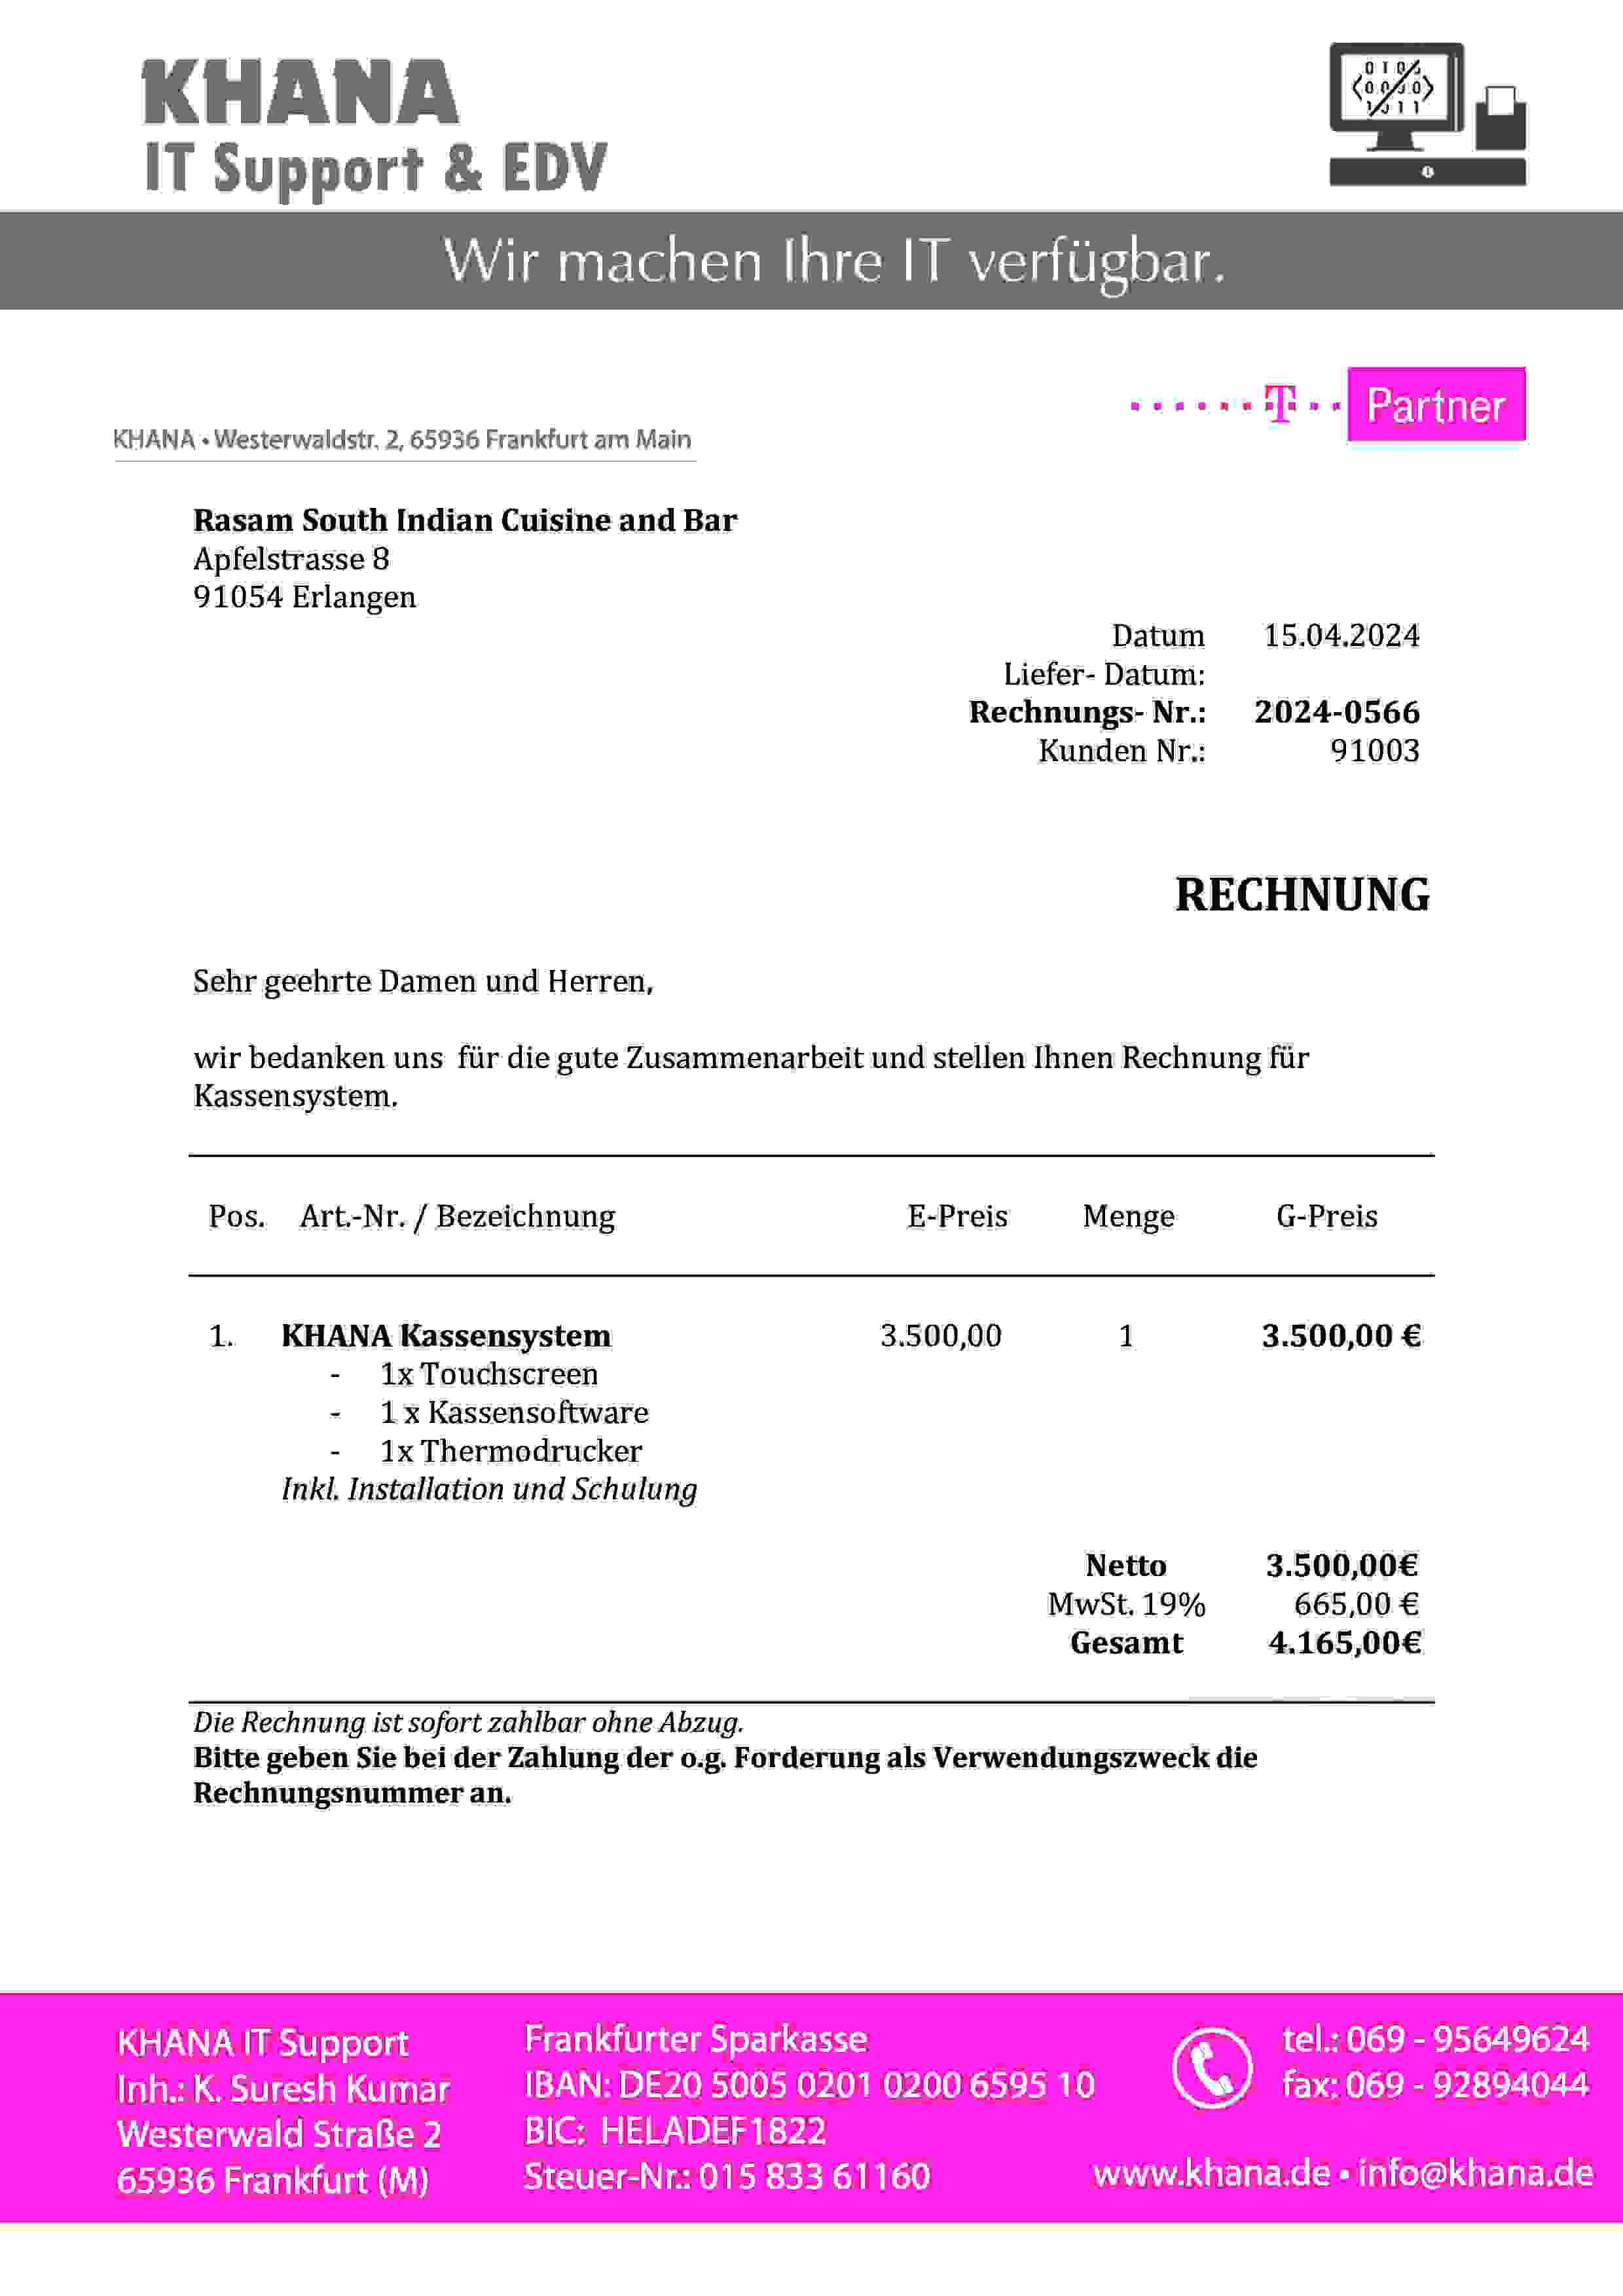 KHANA
IT Support & EDV
Wir machen Ihre IT verfügbar.
T Partner
KHANA • Westerwaldstr. 2, 65936 Frankfurt am Main
Rasam South Indian Cuisine and Bar
Apfelstrasse 8
91054 Erlangen
Datum 15.04.2024
Liefer- Datum:
Rechnungs- Nr.: 2024-0566
Kunden Nr.: 91003
RECHNUNG
Sehr geehrte Damen und Herren,
wir bedanken uns für die gute Zusammenarbeit und stellen Ihnen Rechnung für
Kassensystem.
Pos. Art.-Nr. / Bezeichnung E-Preis Menge G-Preis
1. KHANA Kassensystem 3.500,00 1 3.500,00 €
- 1x Touchscreen
- 1 x Kassensoftware
- 1x Thermodrucker
Inkl. Installation und Schulung
Netto 3.500,00€
MwSt. 19% 665,00 €
Gesamt 4.165,00€
Die Rechnung ist sofort zahlbar ohne Abzug.
Bitte geben Sie bei der Zahlung der o.g. Forderung als Verwendungszweck die
Rechnungsnummer an.
KHANA IT Support
Inh.: K. Suresh Kumar
Westerwald Straße 2
65936 Frankfurt (M)
Frankfurter Sparkasse
IBAN: DE20 5005 0201 0200 6595 10
BIC: HELADEF1822
Steuer-Nr.: 015 833 61160
tel.: 069 - 95649624
fax: 069 - 92894044
www.khana.de • info@khana.de